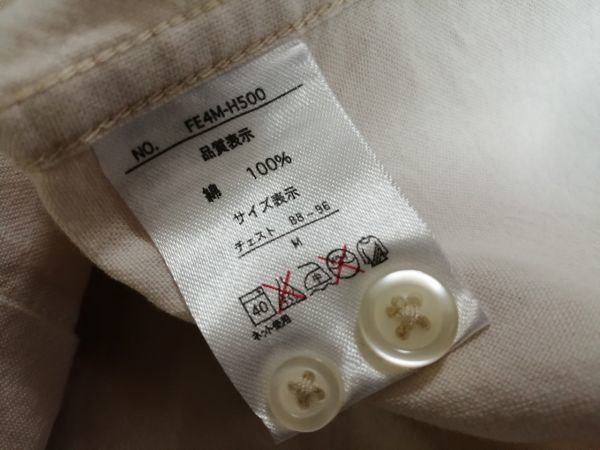 NO. FE4M-H500
品質表示
綿 100%
サイズ表示
チェスト 88-96
M
40 中
ネット使用